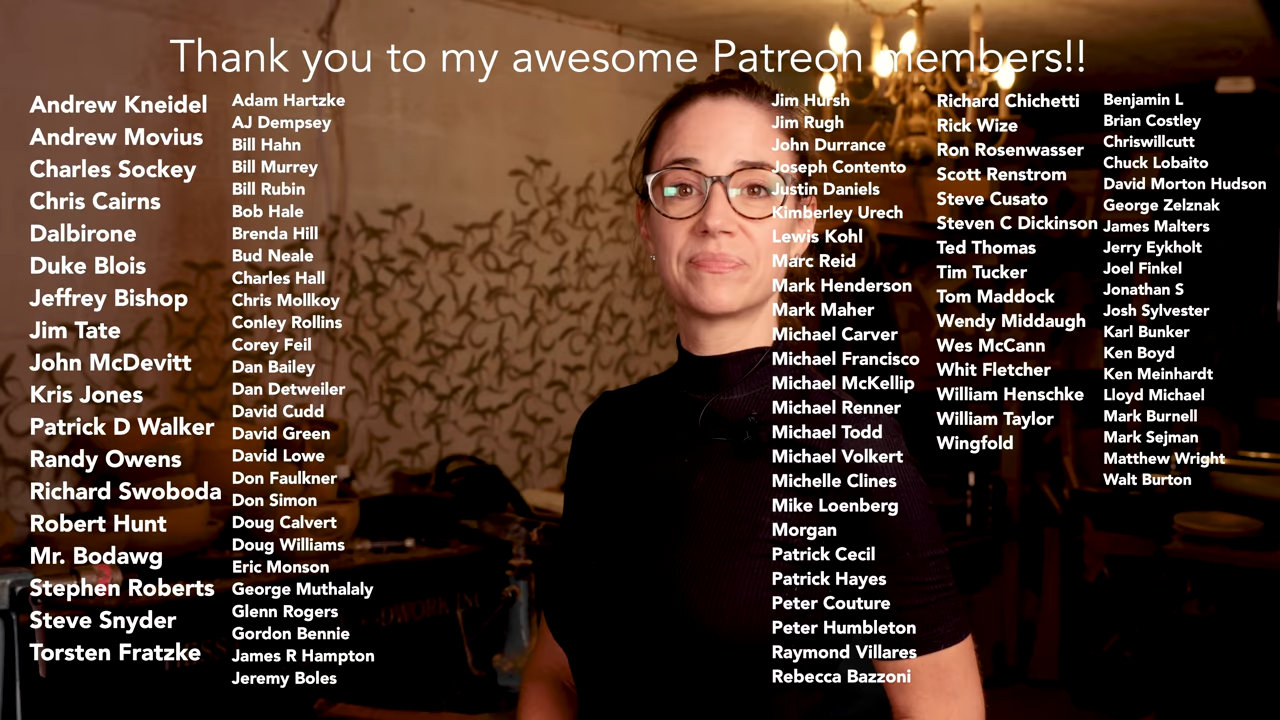 Thank you to my awesome Patreon members!!
Andrew Kneidel
Andrew Movius
Charles Sockey
Chris Cairns
Dalbirone
Duke Blois
Jeffrey Bishop
Jim Tate
John McDevitt
Kris Jones
Patrick D Walker
Randy Owens
Richard Swoboda
Robert Hunt
Mr. Bodawg
Stephen Roberts
Steve Snyder
Torsten Fratzke
Adam Hartzke
AJ Dempsey
Bill Hahn
Bill Murrey
Bill Rubin
Bob Hale
Brenda Hill
Bud Neale
Charles Hall
Chris Mollkoy
Conley Rollins
Corey Feil
Dan Bailey
Dan Detweiler
David Cudd
David Green
David Lowe
Don Faulkner
Don Simon
Doug Calvert
Doug Williams
Eric Monson
George Muthalaly
Glenn Rogers
Gordon Bennie
James R Hampton
Jeremy Boles
Jim Hursh
Jim Rugh
John Durrance
Joseph Contento
Justin Daniels
Kimberley Urech
Lewis Kohl
Marc Reid
Mark Henderson
Mark Maher
Michael Carver
Michael Francisco
Michael McKellip
Michael Renner
Michael Todd
Michael Volkert
Michelle Clines
Mike Loenberg
Morgan
Patrick Cecil
Patrick Hayes
Peter Couture
Peter Humbleton
Raymond Villares
Rebecca Bazzoni
Richard Chichetti
Rick Wize
Ron Rosenwasser
Scott Renstrom
Steve Cusato
Steven C Dickinson
Ted Thomas
Tim Tucker
Tom Maddock
Wendy Middaugh
Wes McCann
Whit Fletcher
William Henschke
William Taylor
Wingfold
Benjamin L
Brian Costley
Chriswillcutt
Chuck Lobaito
David Morton Hudson
George Zelznak
James Malters
Jerry Eykholt
Joel Finkel
Jonathan S
Josh Sylvester
Karl Bunker
Ken Boyd
Ken Meinhardt
Lloyd Michael
Mark Burnell
Mark Sejman
Matthew Wright
Walt Burton